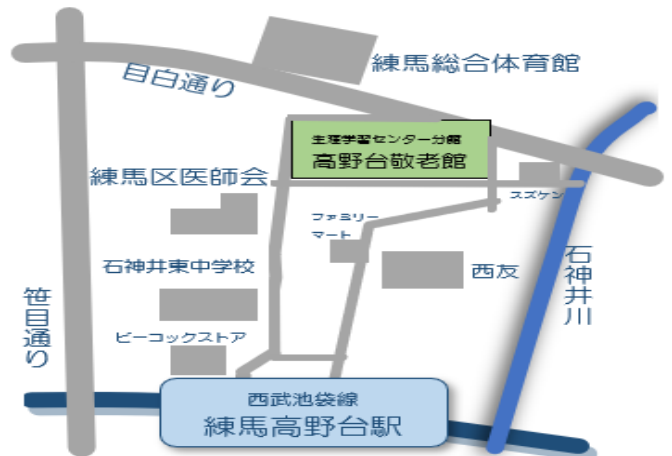 練馬総合体育館
目白通り
生涯学習センター分館
高野台敬老館
練馬区医師会
スズケン
ファミリー
マート
石神井東中学校
西友
石神井川
笹目通り
ピーコックストア
西武池袋線
練馬高野台駅